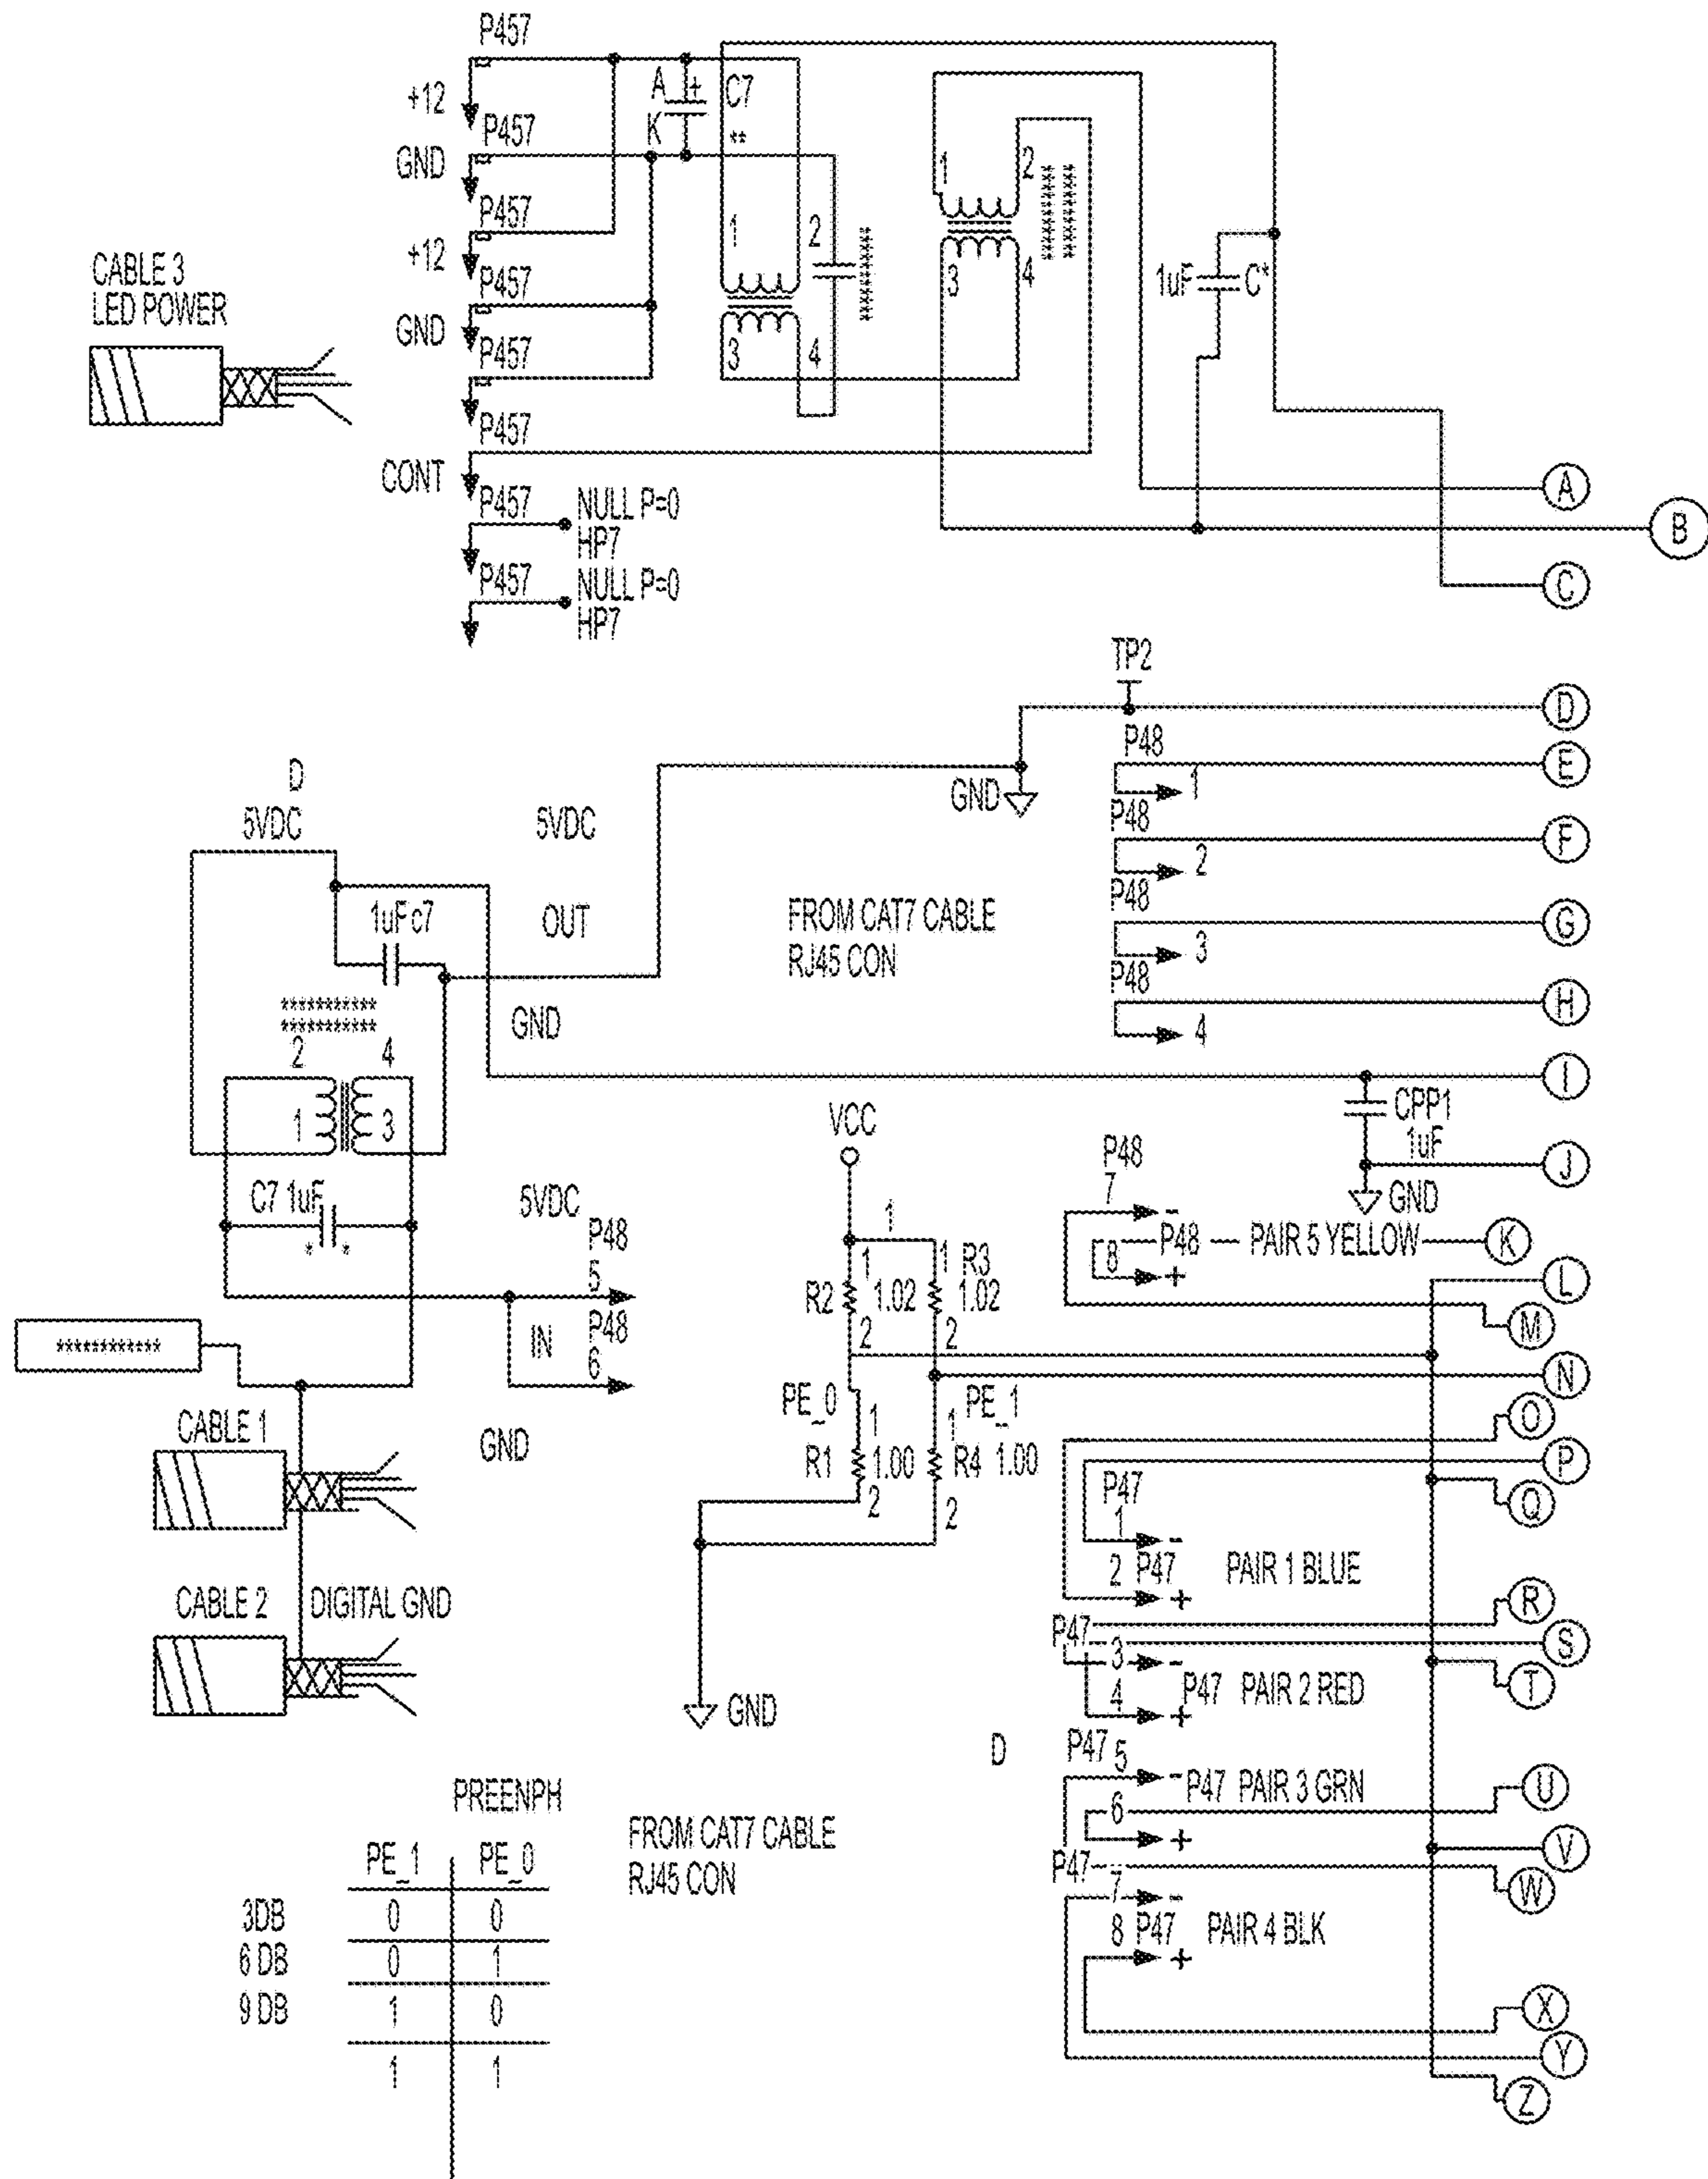 P457
+12
A
+
C7
K
**
P457
GND
P457
+12
1
2
1
2
3
4
**********
***********
***********
1uF
C*
CABLE 3
LED POWER
P457
GND
P457
3
4
P457
CONT
A
P457
NULL P=0
HP7
B
P457
NULL P=0
HP7
C
TP2
D
P48
E
GND
1
D
5VDC
5VDC
P48
F
2
1uFc7
OUT
FROM CAT7 CABLE
RJ45 CON
P48
G
3
P48
***********
***********
GND
H
4
2
4
I
1
3
VCC
CPP1
1uF
P48
J
7
GND
C7 1uF
* *
5VDC
P48
5
1
-
8
P48
PAIR 5 YELLOW
K
+
1
1
R3
R2
1.02
1.02
L
2
2
M
IN
P48
6
************
N
PE_0
PE_1
O
CABLE 1
GND
1
1
R1
1.00
R4 1.00
P
2
2
P47
1
Q
-
2
P47
PAIR 1 BLUE
+
CABLE 2
DIGITAL GND
R
P47
3
-
S
4
P47 PAIR 2 RED
+
T
GND
D
P47
5
-
P47 PAIR 3 GRN
U
6
+
PREENPH
FROM CAT7 CABLE
RJ45 CON
V
PE_1
PE_0
P47
7
-
W
3DB
0
0
8
P47
PAIR 4 BLK
+
6 DB
0
1
9 DB
1
0
X
1
1
Y
Z